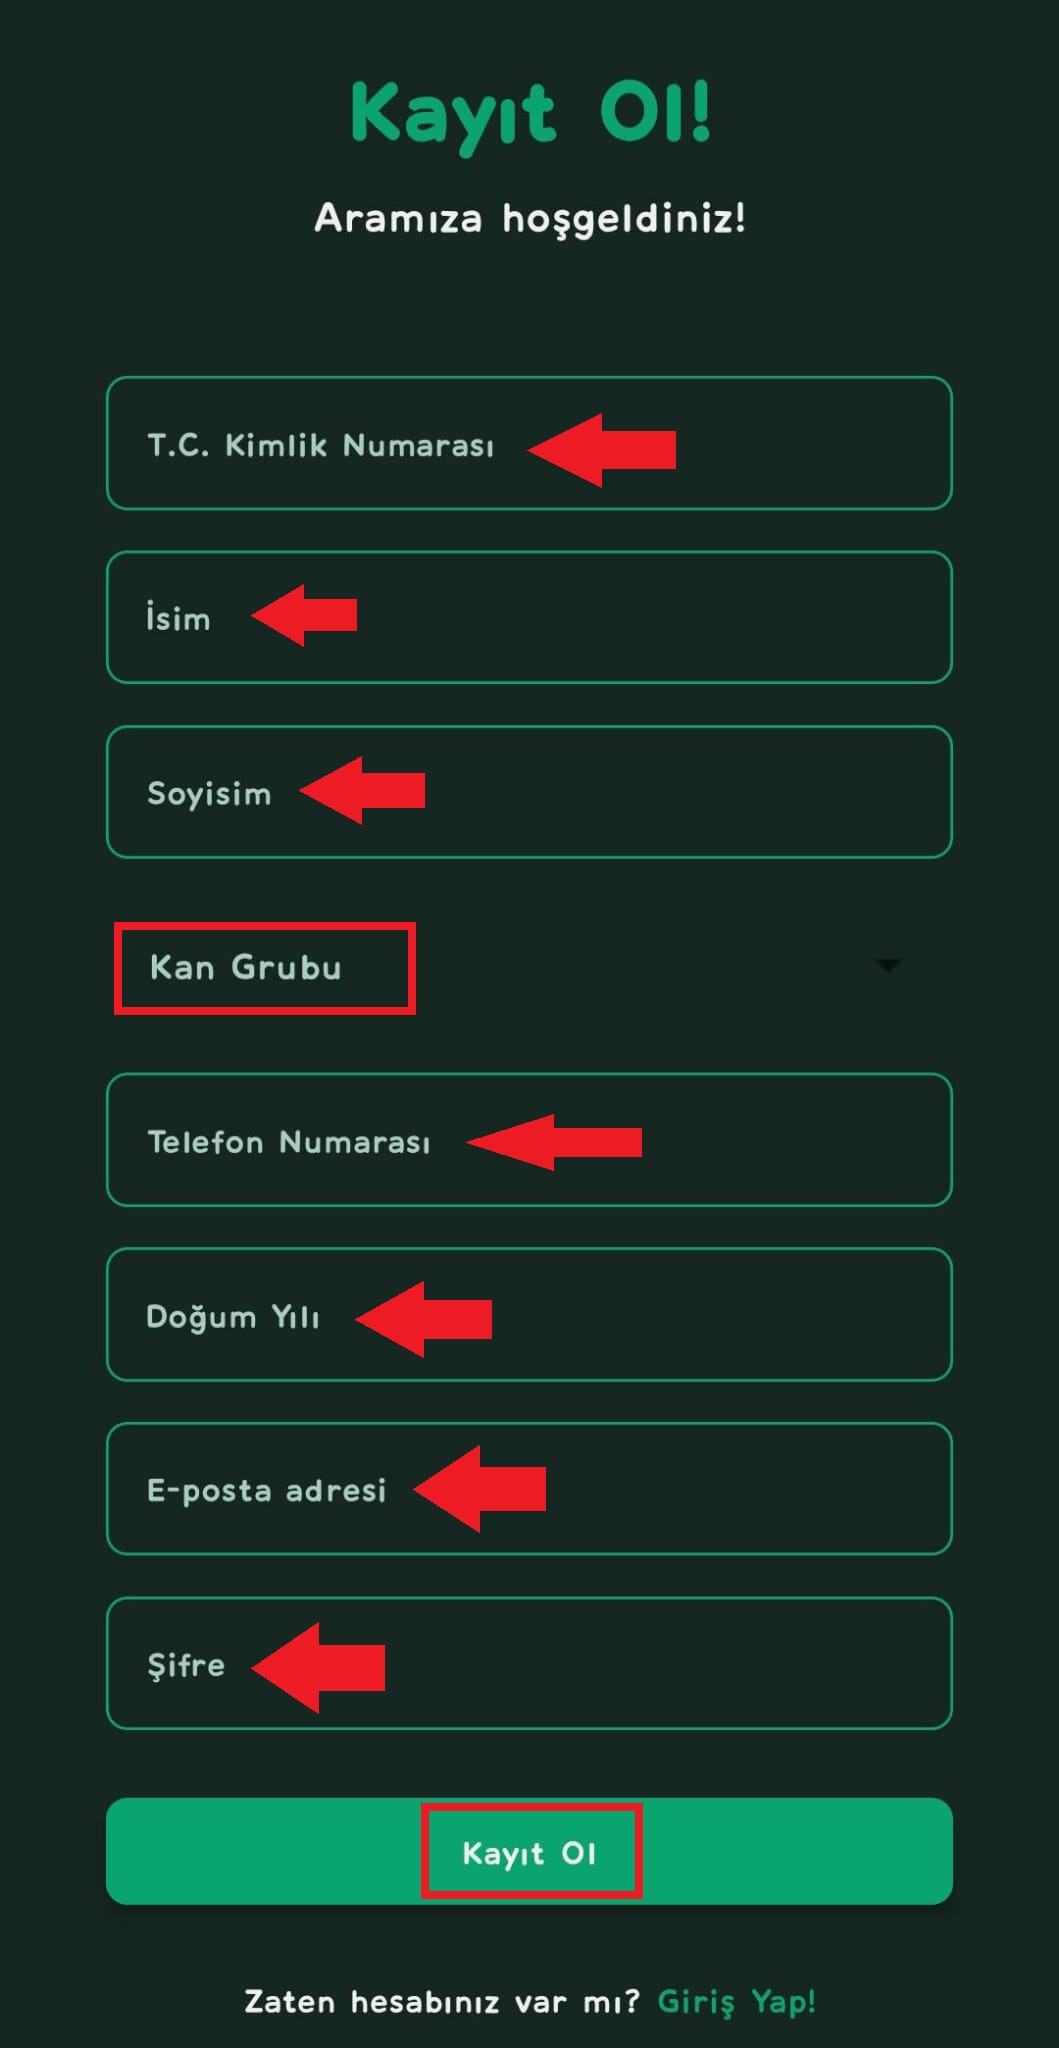 Kayıt Ol!
Aramıza hoşgeldiniz!
T.C. Kimlik Numarası
İsim
Soyisim
Kan Grubu
Telefon Numarası
Doğum Yılı
E-posta adresi
Şifre
Kayıt Ol
Zaten hesabınız var mı? Giriş Yap!